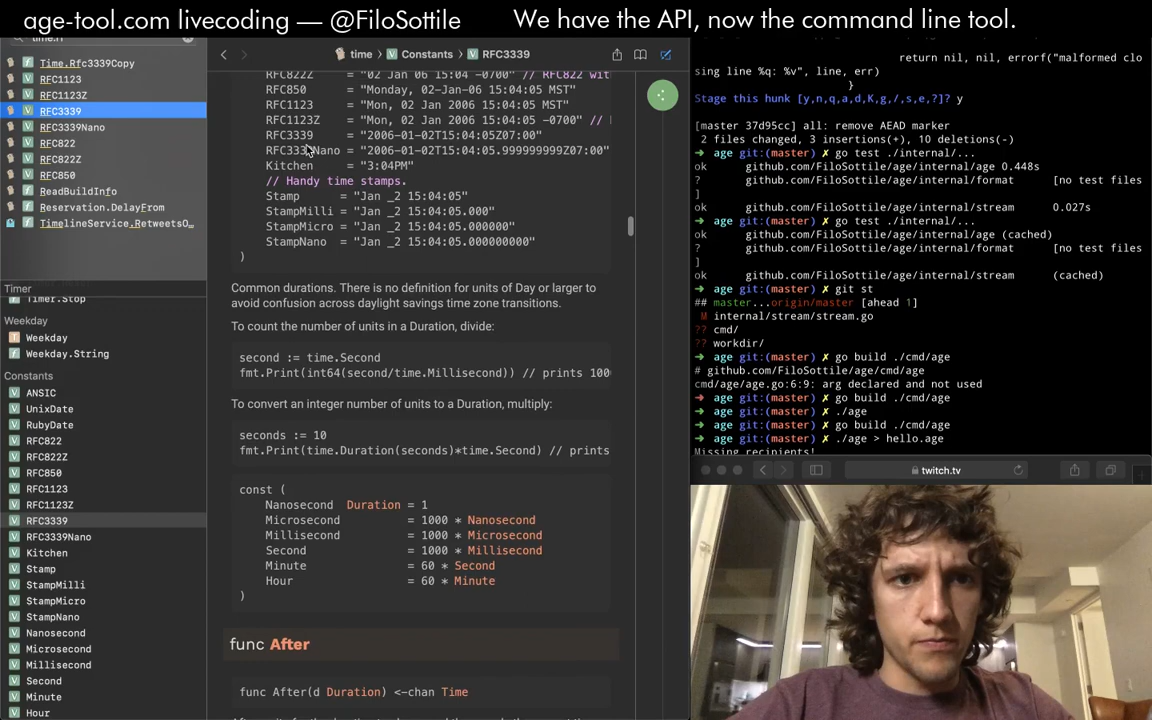 age-tool.com livecoding — @FiloSottile
We have the API, now the command line tool.
Time.Rfc3339Copy
RFC1123
RFC1123Z
RFC3339
RFC3339Nano
RFC822
RFC822Z
RFC850
ReadBuildInfo
Reservation.DelayFrom
TimelineService.RetweetsO…
Timer
Timer.Stop
Weekday
Weekday
Weekday.String
Constants
ANSIC
UnixDate
RubyDate
RFC822
RFC822Z
RFC850
RFC1123
RFC1123Z
RFC3339
RFC3339Nano
Kitchen
Stamp
StampMilli
StampMicro
StampNano
Nanosecond
Microsecond
Millisecond
Second
Minute
Hour
time › Constants › RFC3339
RFC822Z = "02 Jan 06 15:04 -0700" // RFC822 wit
RFC850 = "Monday, 02-Jan-06 15:04:05 MST"
RFC1123 = "Mon, 02 Jan 2006 15:04:05 MST"
RFC1123Z = "Mon, 02 Jan 2006 15:04:05 -0700" //
RFC3339 = "2006-01-02T15:04:05Z07:00"
RFC3339Nano = "2006-01-02T15:04:05.999999999Z07:00"
Kitchen = "3:04PM"
// Handy time stamps.
Stamp = "Jan _2 15:04:05"
StampMilli = "Jan _2 15:04:05.000"
StampMicro = "Jan _2 15:04:05.000000"
StampNano = "Jan _2 15:04:05.000000000"
)
Common durations. There is no definition for units of Day or larger to
avoid confusion across daylight savings time zone transitions.
To count the number of units in a Duration, divide:
second := time.Second
fmt.Print(int64(second/time.Millisecond)) // prints 100
To convert an integer number of units to a Duration, multiply:
seconds := 10
fmt.Print(time.Duration(seconds)*time.Second) // prints
const (
Nanosecond Duration = 1
Microsecond = 1000 * Nanosecond
Millisecond = 1000 * Microsecond
Second = 1000 * Millisecond
Minute = 60 * Second
Hour = 60 * Minute
)
func After
func After(d Duration) <-chan Time
return nil, nil, errorf("malformed clo
sing line %q: %v", line, err)
}
Stage this hunk [y,n,q,a,d,K,g,/,s,e,?]? y
[master 37d95cc] all: remove AEAD marker
2 files changed, 3 insertions(+), 10 deletions(-)
➜ age git:(master) ✗ go test ./internal/...
ok github.com/FiloSottile/age/internal/age 0.448s
? github.com/FiloSottile/age/internal/format [no test files
]
ok github.com/FiloSottile/age/internal/stream 0.027s
➜ age git:(master) ✗ go test ./internal/...
ok github.com/FiloSottile/age/internal/age (cached)
? github.com/FiloSottile/age/internal/format [no test files
]
ok github.com/FiloSottile/age/internal/stream (cached)
➜ age git:(master) ✗ git st
## master...origin/master [ahead 1]
M internal/stream/stream.go
?? cmd/
?? workdir/
➜ age git:(master) ✗ go build ./cmd/age
# github.com/FiloSottile/age/cmd/age
cmd/age/age.go:6:9: arg declared and not used
➜ age git:(master) ✗ go build ./cmd/age
➜ age git:(master) ✗ ./age
➜ age git:(master) ✗ go build ./cmd/age
➜ age git:(master) ✗ ./age > hello.age
Missing recipients!
twitch.tv